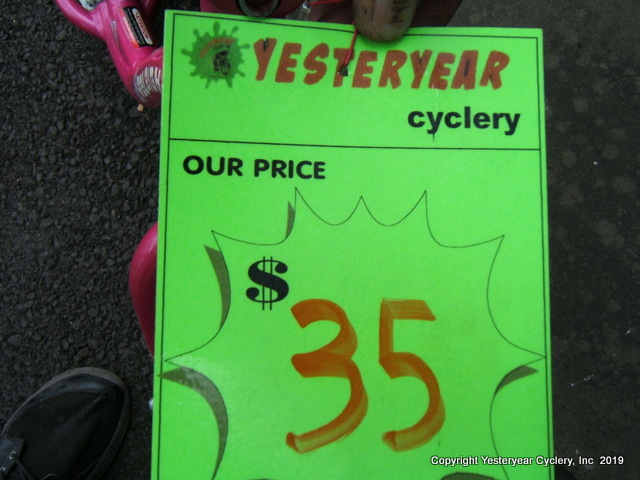 YESTERYEAR
cyclery
OUR PRICE
$ 35
Copyright Yesteryear Cyclery, Inc 2019